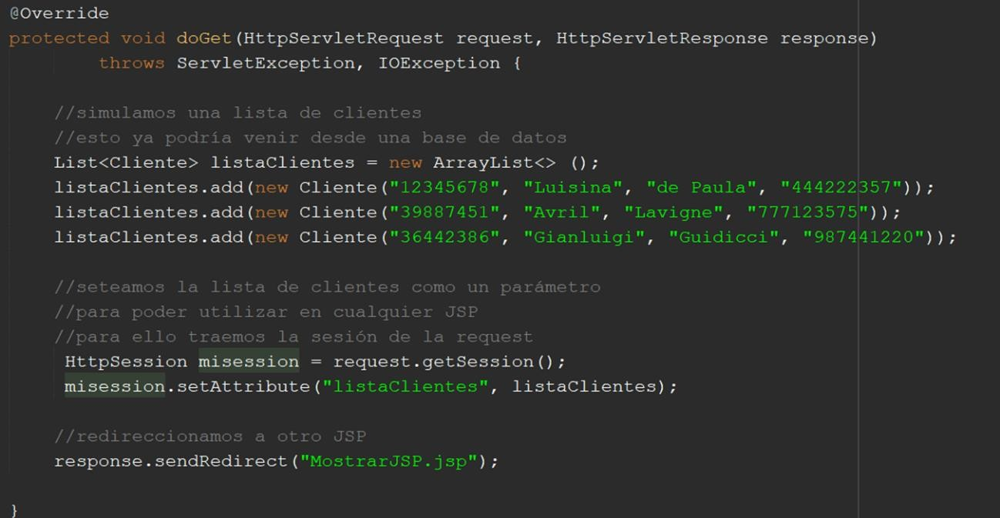 @Override
protected void doGet(HttpServletRequest request, HttpServletResponse response)
throws ServletException, IOException {
//simulamos una lista de clientes
//esto ya podría venir desde una base de datos
List<Cliente> listaClientes = new ArrayList<> ();
listaClientes.add(new Cliente("12345678", "Luisina", "de Paula", "444222357"));
listaClientes.add(new Cliente("39887451", "Avril", "Lavigne", "777123575"));
listaClientes.add(new Cliente("36442386", "Gianluigi", "Guidicci", "987441220"));
//seteamos la lista de clientes como un parámetro
//para poder utilizar en cualquier JSP
//para ello traemos la sesión de la request
HttpSession misession = request.getSession();
misession.setAttribute("listaClientes", listaClientes);
//redireccionamos a otro JSP
response.sendRedirect("MostrarJSP.jsp");
}